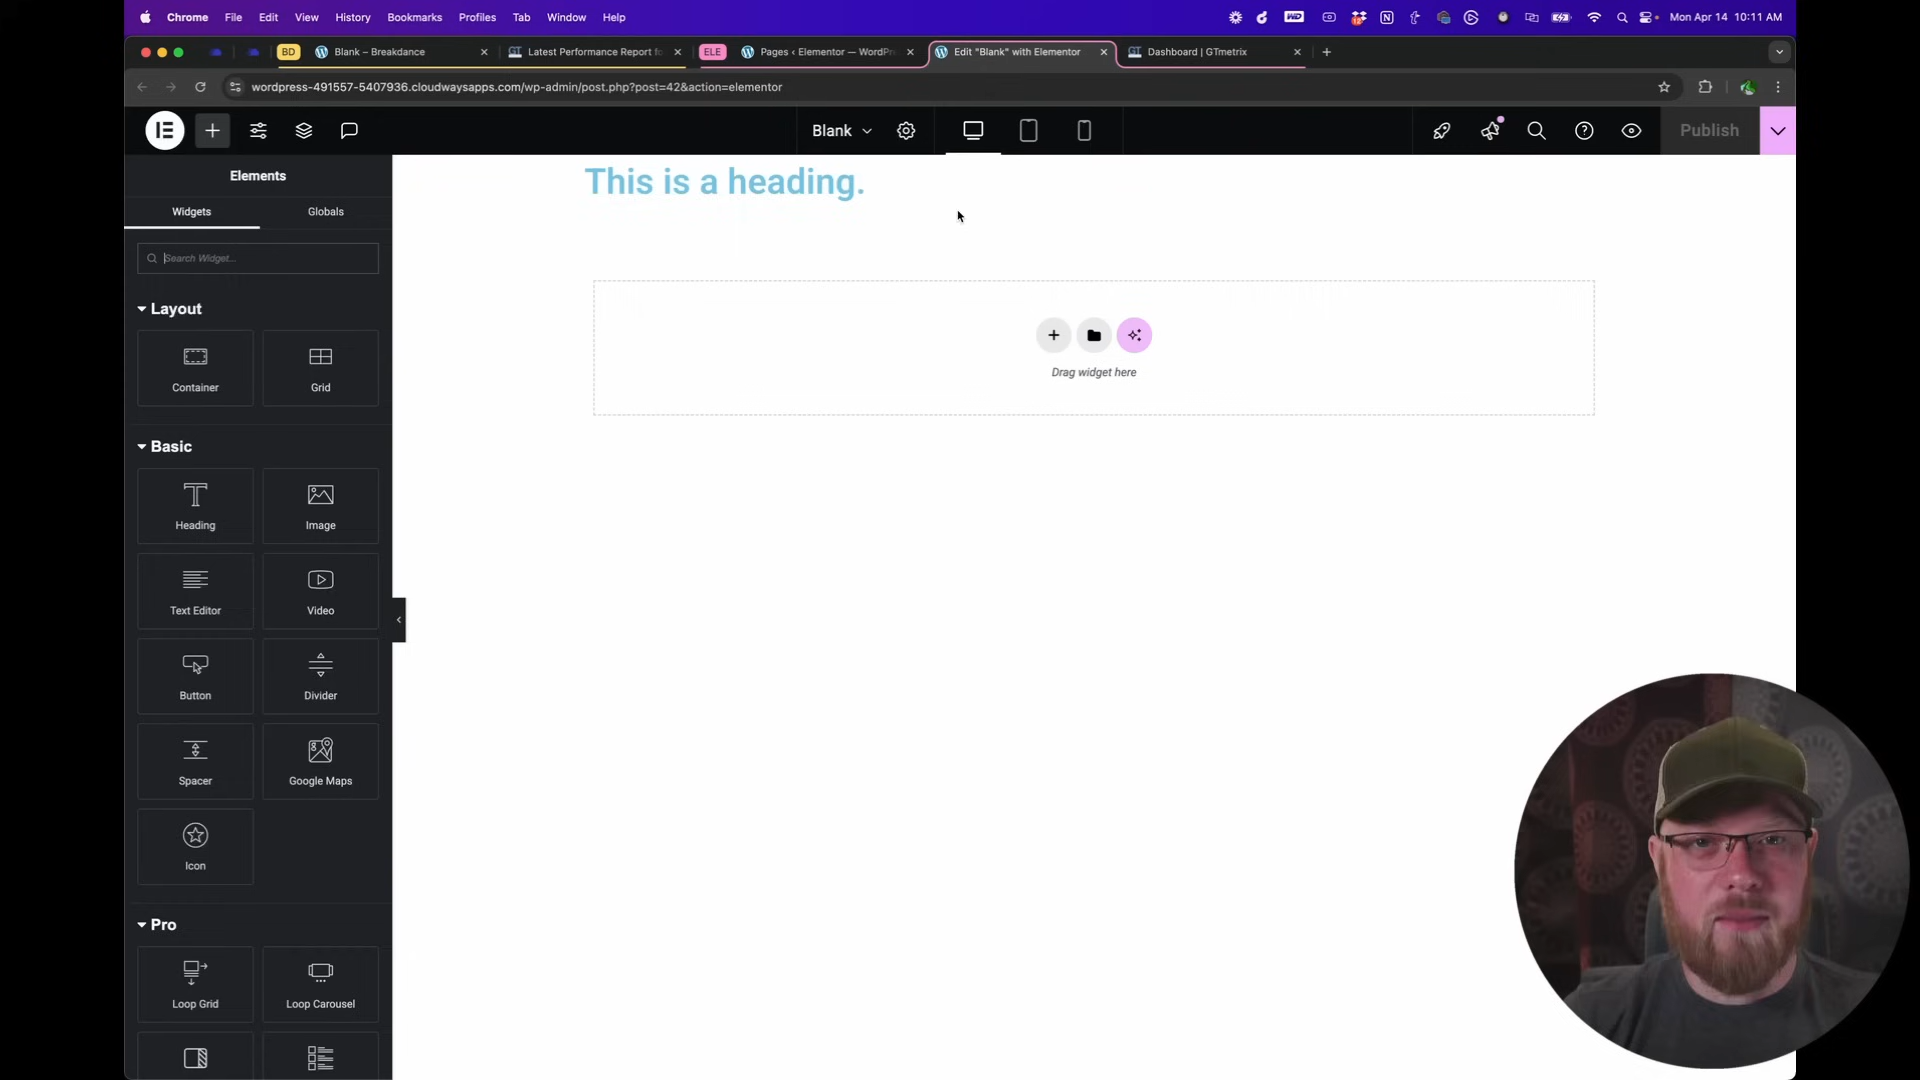 Chrome File Edit View History Bookmarks Profiles Tab Window Help
WD
Mon Apr 14 10:11 AM
BD Blank – Breakdance
Latest Performance Report fo
ELE Pages ‹ Elementor — WordPr
Edit "Blank" with Elementor
Dashboard | GTmetrix
wordpress-491557-5407936.cloudwaysapps.com/wp-admin/post.php?post=42&action=elementor
Blank
Publish
Elements
Widgets Globals
Search Widget...
Layout
Container Grid
Basic
Heading Image
Text Editor Video
Button Divider
Spacer Google Maps
Icon
Pro
Loop Grid Loop Carousel
This is a heading.
Drag widget here